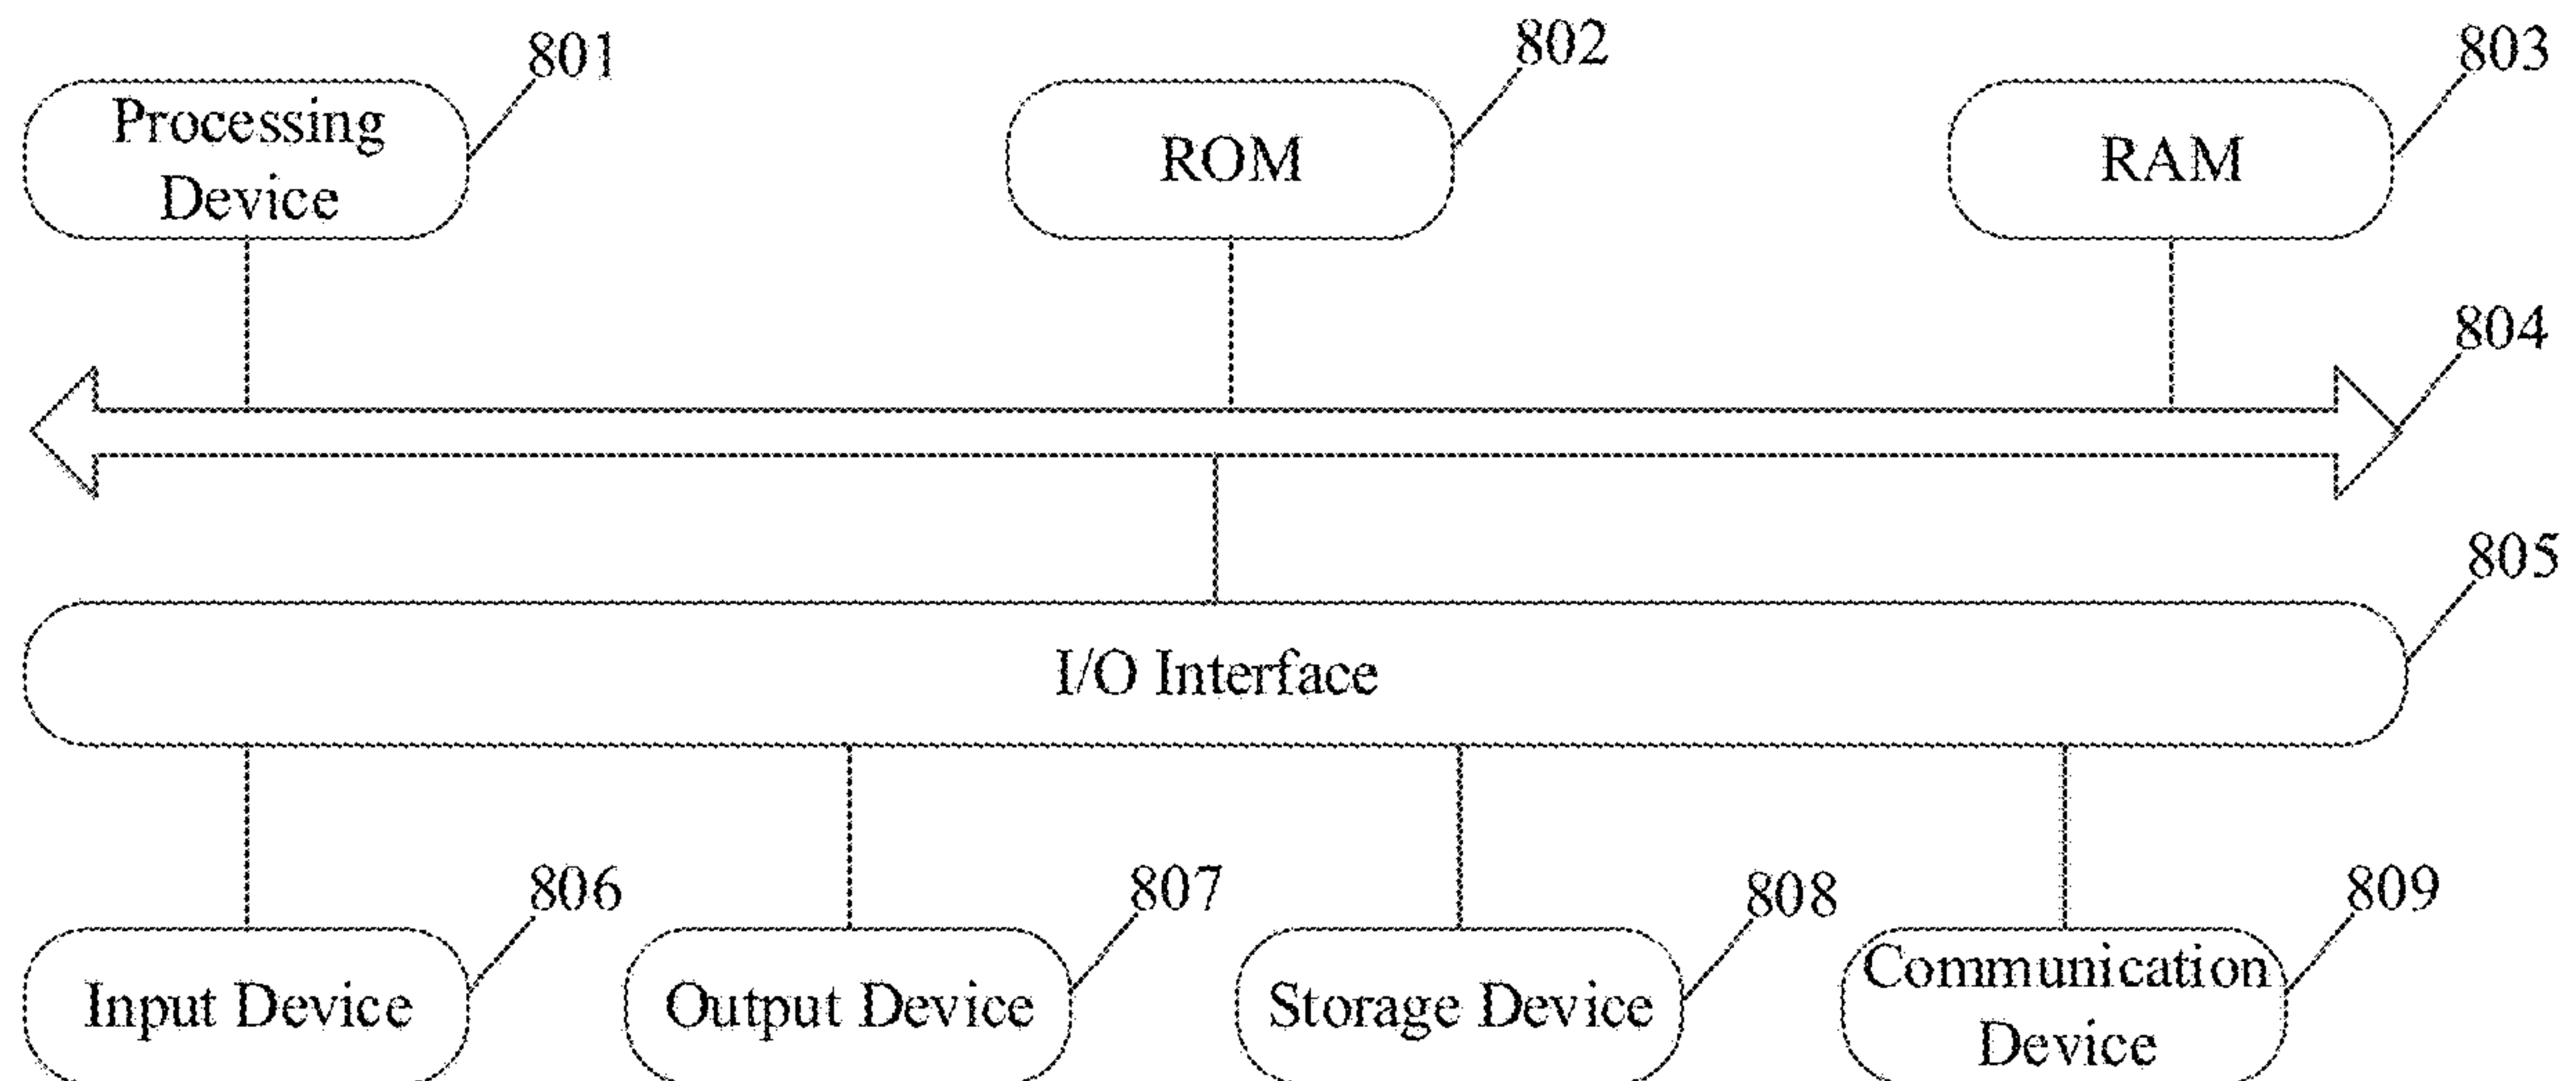 801
802
803
Processing
Device
ROM
RAM
804
805
I/O Interface
806
807
808
809
Input Device
Output Device
Storage Device
Communication
Device